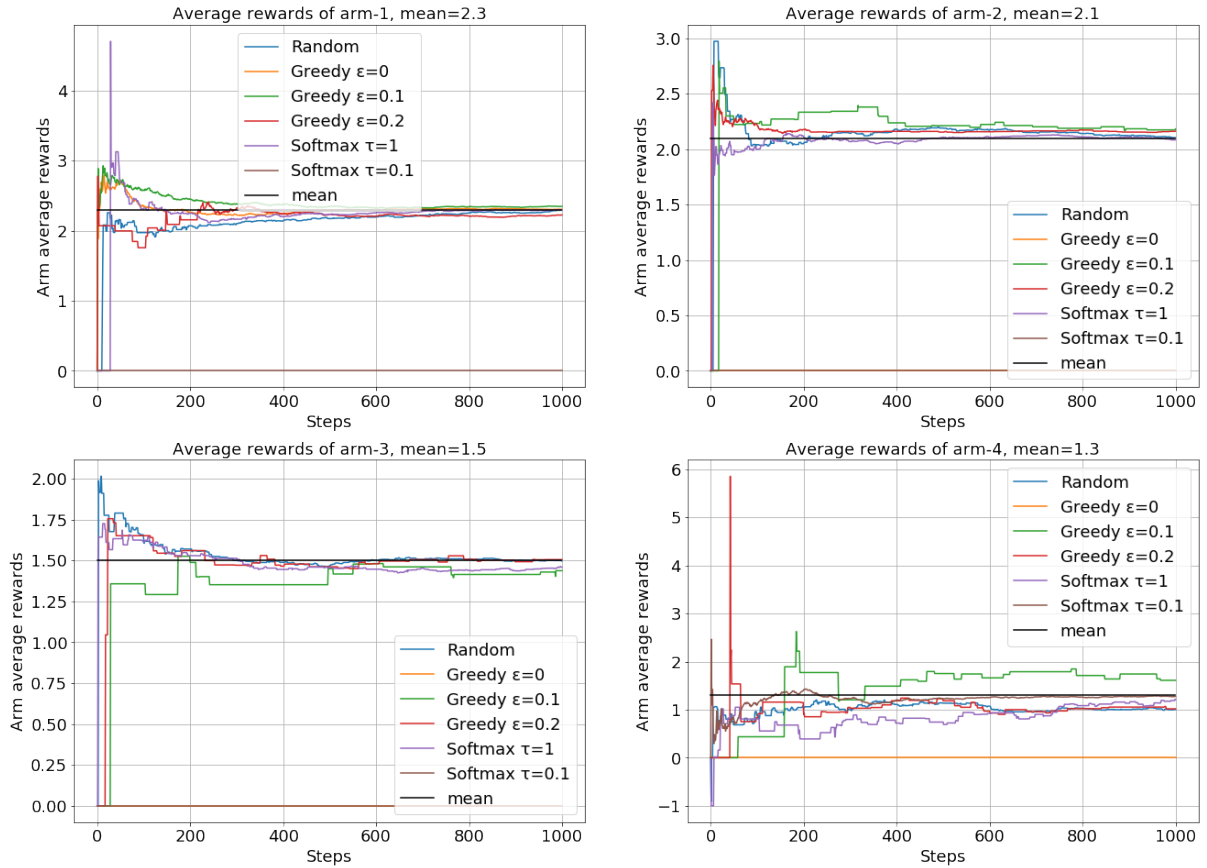 Average rewards of arm-1, mean=2.3
Arm average rewards
4
3
2
1
0
Random
Greedy ε=0
Greedy ε=0.1
Greedy ε=0.2
Softmax τ=1
Softmax τ=0.1
mean
0 200 400 600 800 1000
Steps
Average rewards of arm-2, mean=2.1
Arm average rewards
3.0
2.5
2.0
1.5
1.0
0.5
0.0
Random
Greedy ε=0
Greedy ε=0.1
Greedy ε=0.2
Softmax τ=1
Softmax τ=0.1
mean
0 200 400 600 800 1000
Steps
Average rewards of arm-3, mean=1.5
Arm average rewards
2.00
1.75
1.50
1.25
1.00
0.75
0.50
0.25
0.00
Random
Greedy ε=0
Greedy ε=0.1
Greedy ε=0.2
Softmax τ=1
Softmax τ=0.1
mean
0 200 400 600 800 1000
Steps
Average rewards of arm-4, mean=1.3
Arm average rewards
6
5
4
3
2
1
0
−1
Random
Greedy ε=0
Greedy ε=0.1
Greedy ε=0.2
Softmax τ=1
Softmax τ=0.1
mean
0 200 400 600 800 1000
Steps